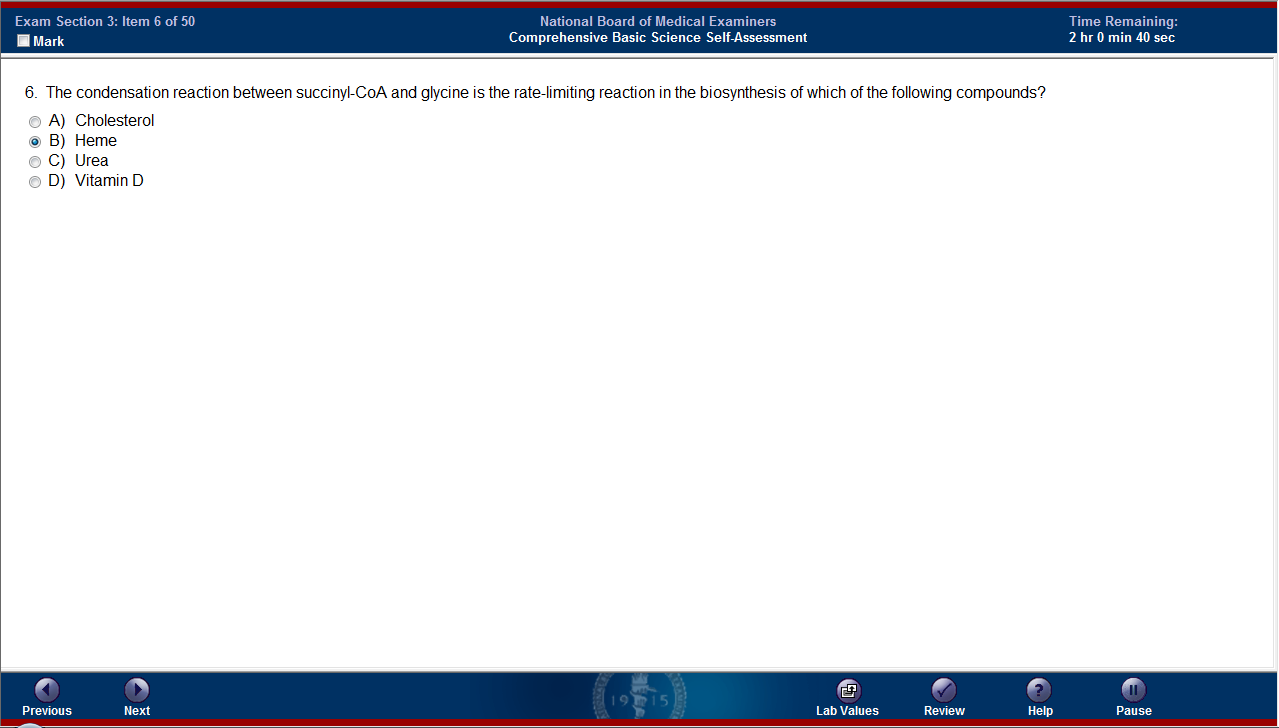 Exam Section 3: Item 6 of 50
National Board of Medical Examiners
Time Remaining:
Mark
Comprehensive Basic Science Self-Assessment
2 hr 0 min 40 sec
6. The condensation reaction between succinyl-CoA and glycine is the rate-limiting reaction in the biosynthesis of which of the following compounds?
A) Cholesterol
B) Heme
C) Urea
D) Vitamin D
1915
Previous
Next
Lab Values
Review
Help
Pause